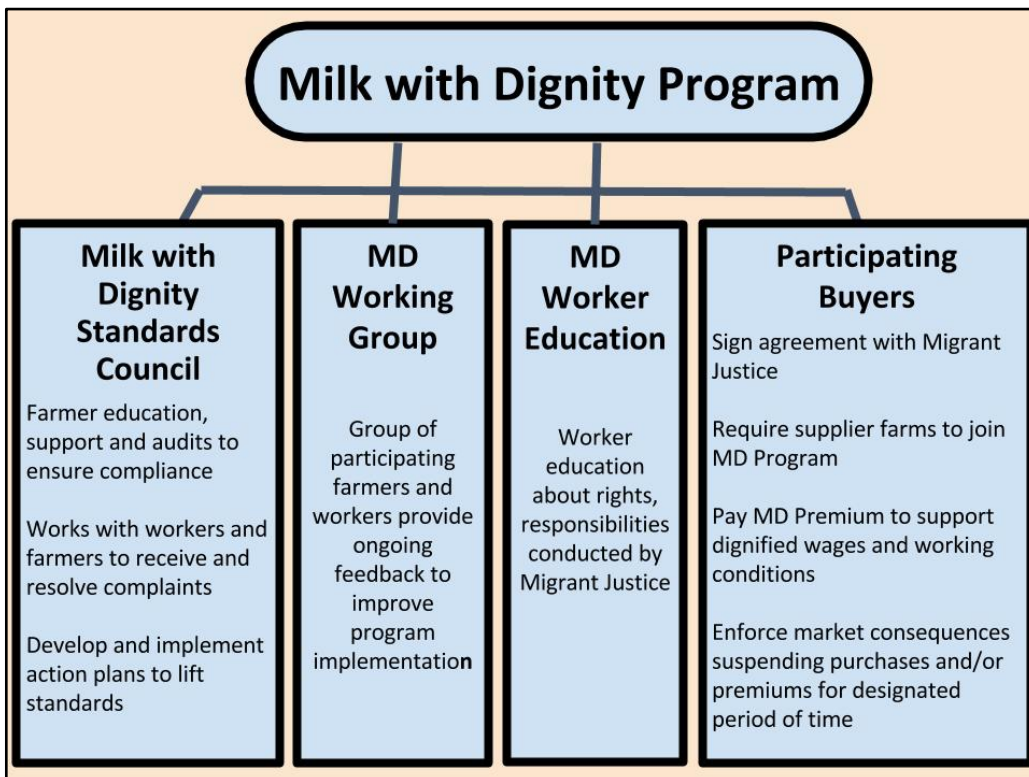 Milk with Dignity Program
Milk with
Dignity
Standards
Council
Farmer education,
support and audits to
ensure compliance
Works with workers and
farmers to receive and
resolve complaints
Develop and implement
action plans to lift
standards
MD
Working
Group
Group of
participating
farmers and
workers provide
ongoing
feedback to
improve
program
implementation
MD
Worker
Education
Worker
education
about rights,
responsibilities
conducted by
Migrant Justice
Participating
Buyers
Sign agreement with Migrant
Justice
Require supplier farms to join
MD Program
Pay MD Premium to support
dignified wages and working
conditions
Enforce market consequences
suspending purchases and/or
premiums for designated
period of time